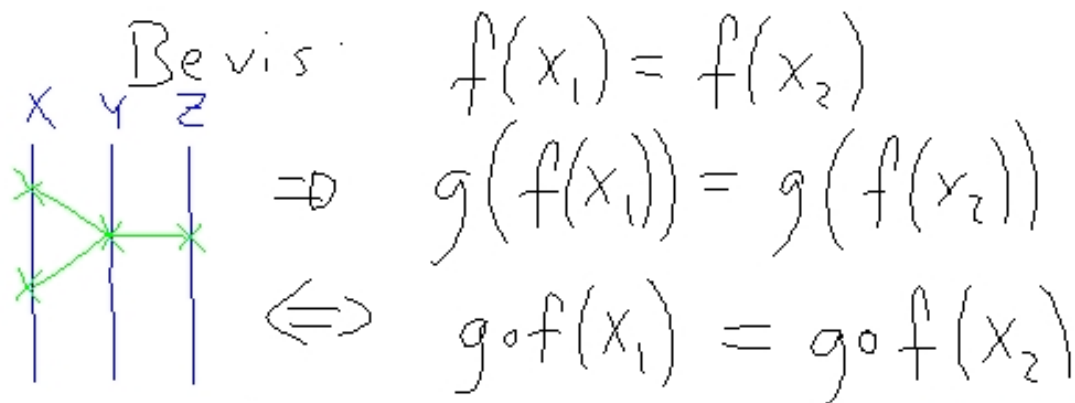 Bevis f(x₁) = f(x₂)
X Y Z
⇒ g(f(x₁)) = g(f(x₂))
⇔ g∘f(x₁) = g∘f(x₂)